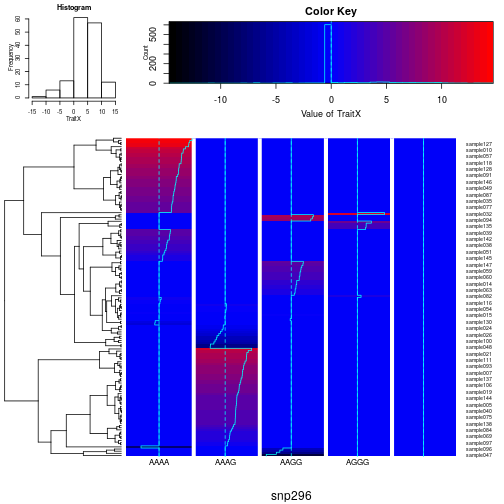 Histogram
Frequency
0 10 20 30 40 50 60
-15 -10 -5 0 5 10 15
TraitX
Color Key
Count
0 200 500
-10 -5 0 5 10
Value of TraitX
sample127
sample010
sample057
sample118
sample128
sample091
sample146
sample049
sample087
sample035
sample077
sample032
sample094
sample135
sample039
sample142
sample038
sample051
sample145
sample147
sample059
sample060
sample014
sample063
sample082
sample116
sample054
sample015
sample130
sample024
sample026
sample100
sample048
sample021
sample111
sample093
sample007
sample137
sample106
sample019
sample144
sample005
sample040
sample075
sample138
sample084
sample069
sample097
sample096
sample047
AAAA AAAG AAGG AGGG
snp296